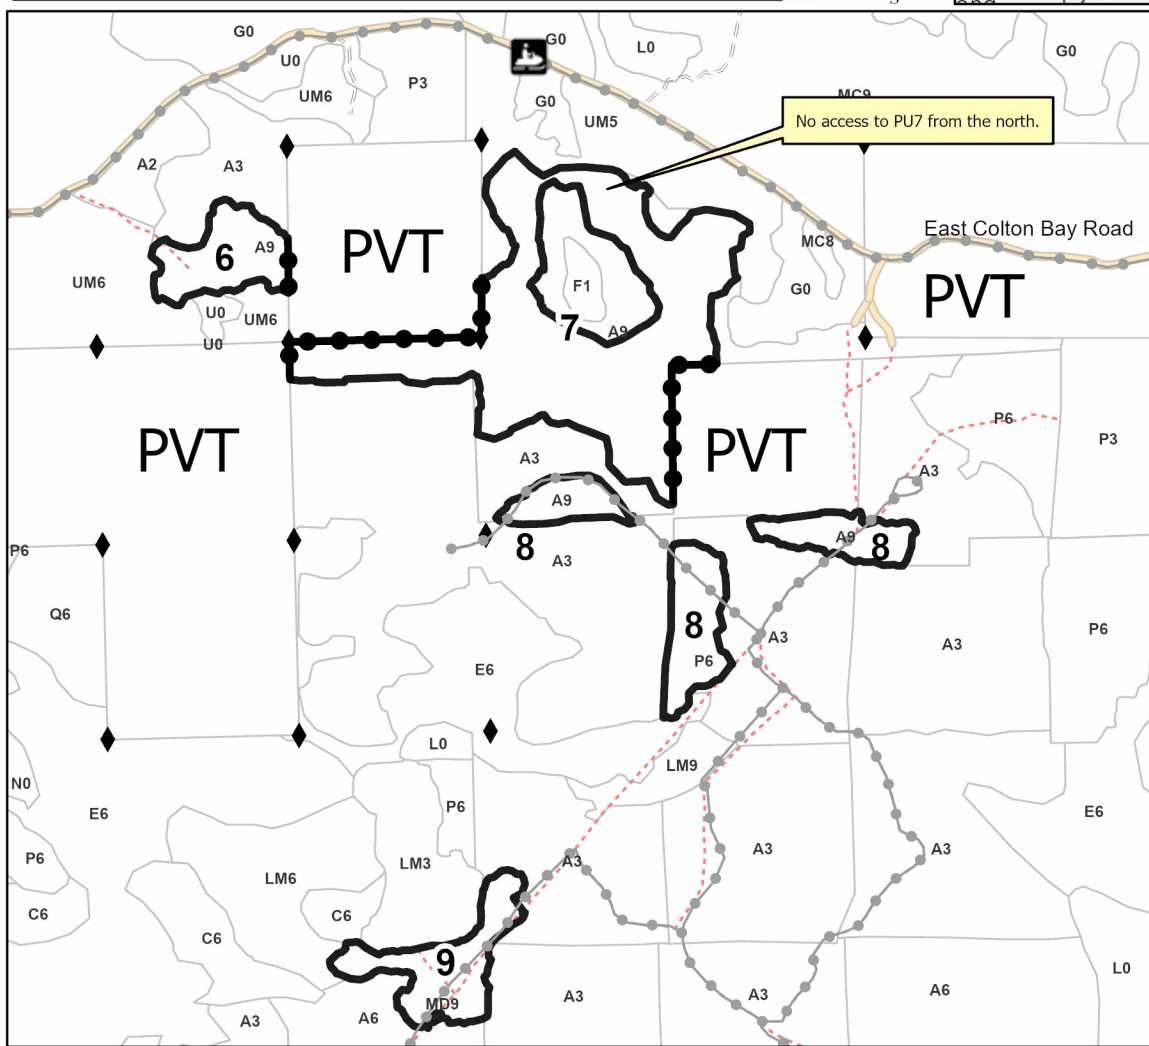 G0
G0
L0
G0
U0
P3
UM6
G0
UM5
No access to PU7 from the north.
A2
A3
East Colton Bay Road
MC8
PVT
6
A9
UM6
F1
G0
PVT
U0
UM6
7
A9
U0
P6
PVT
PVT
P3
A3
A3
A9
A9
8
8
P6
A3
Q6
8
A3
P6
A3
P6
E6
L0
LM9
N0
E6
P6
E6
A3
A3
P6
A3
LM3
LM6
C6
C6
C6
9
L0
A6
MD9
A3
A3
A3
A6